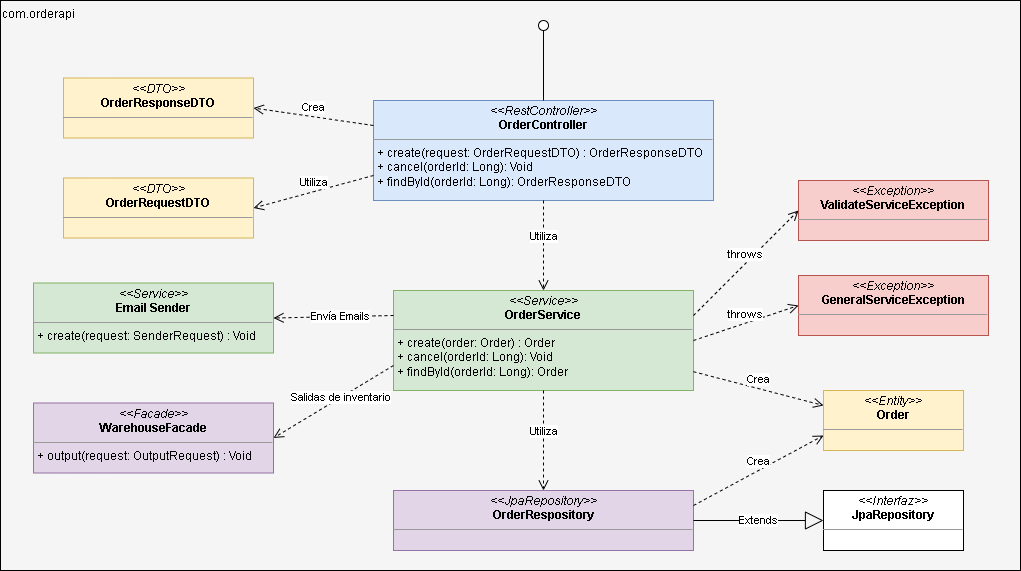 com.orderapi
<<DTO>>
OrderResponseDTO
Crea
<<RestController>>
OrderController
+ create(request: OrderRequestDTO) : OrderResponseDTO
+ cancel(orderId: Long): Void
+ findById(orderId: Long): OrderResponseDTO
<<DTO>>
OrderRequestDTO
Utiliza
Utiliza
<<Exception>>
ValidateServiceException
throws
<<Exception>>
GeneralServiceException
throws
<<Service>>
Email Sender
+ create(request: SenderRequest) : Void
Envía Emails
<<Service>>
OrderService
+ create(order: Order) : Order
+ cancel(orderId: Long): Void
+ findById(orderId: Long): Order
Crea
<<Entity>>
Order
Salidas de inventario
<<Facade>>
WarehouseFacade
+ output(request: OutputRequest) : Void
Utiliza
Crea
<<JpaRepository>>
OrderRespository
Extends
<<Interfaz>>
JpaRepository